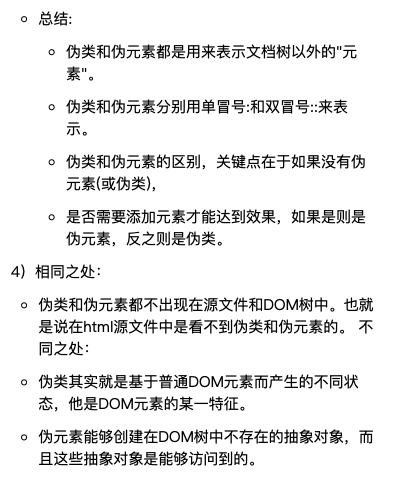 总结:
伪类和伪元素都是用来表示文档树以外的"元
素"。
伪类和伪元素分别用单冒号:和双冒号::来表
示。
伪类和伪元素的区别，关键点在于如果没有伪
元素(或伪类)，
是否需要添加元素才能达到效果，如果是则是
伪元素，反之则是伪类。
4）相同之处：
伪类和伪元素都不出现在源文件和DOM树中。也就
是说在html源文件中是看不到伪类和伪元素的。 不
同之处：
伪类其实就是基于普通DOM元素而产生的不同状
态，他是DOM元素的某一特征。
伪元素能够创建在DOM树中不存在的抽象对象，而
且这些抽象对象是能够访问到的。